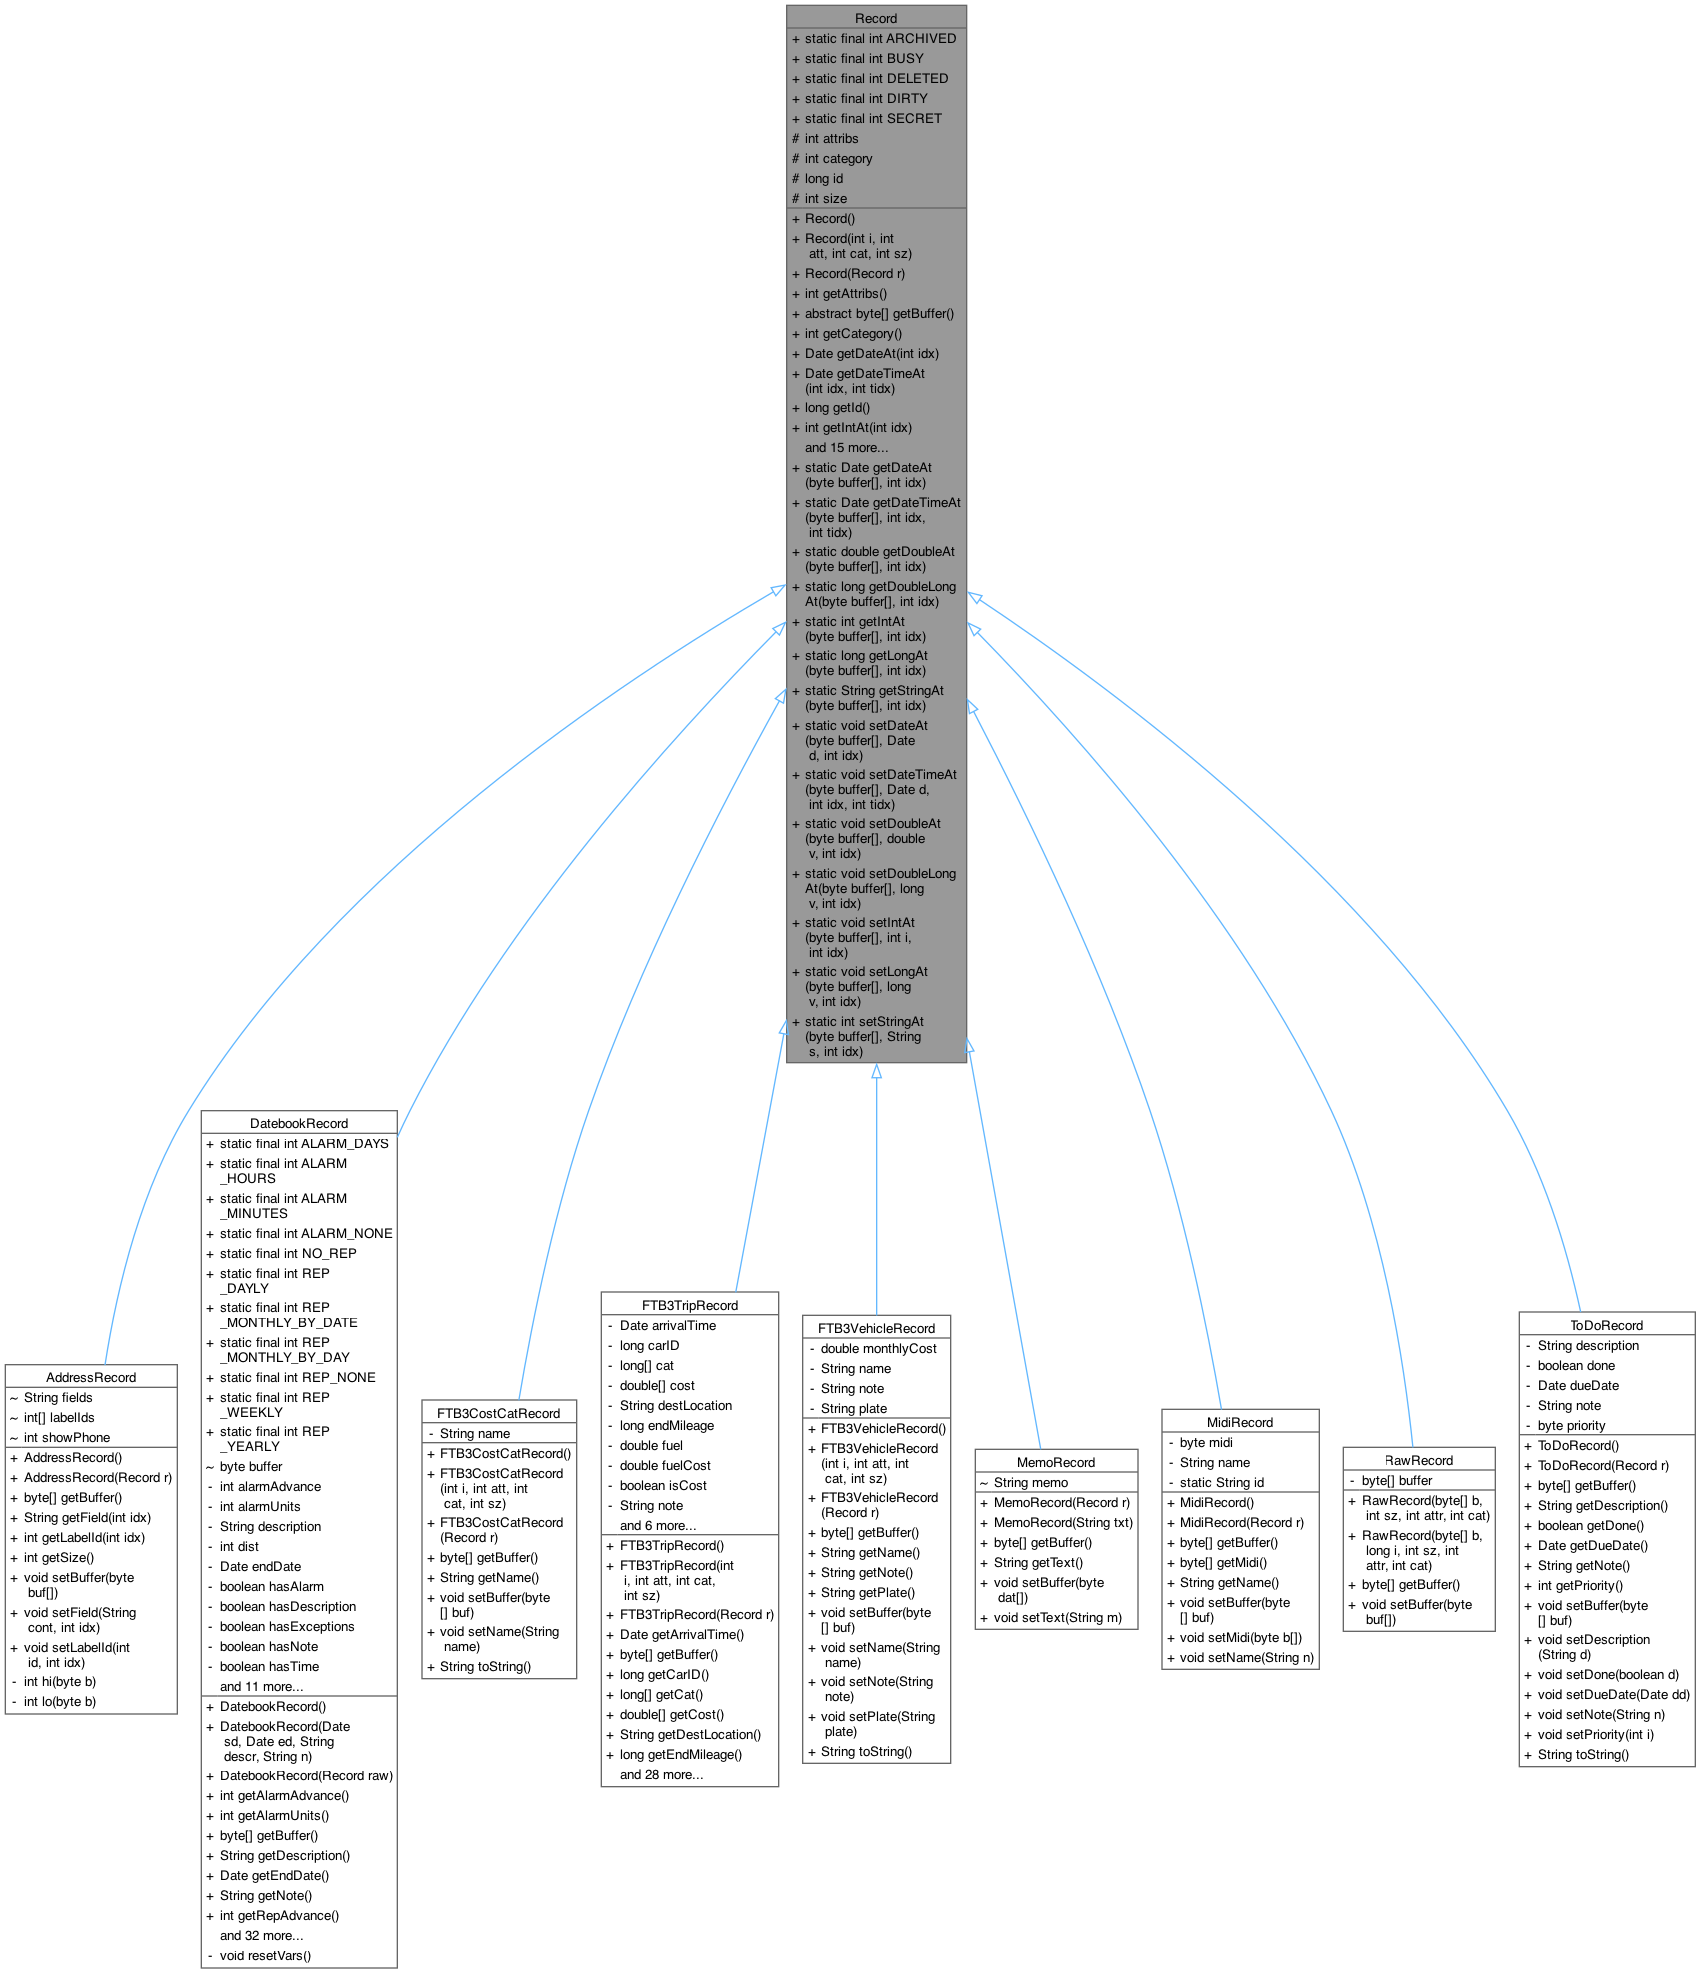 Record
+ static final int ARCHIVED
+ static final int BUSY
+ static final int DELETED
+ static final int DIRTY
+ static final int SECRET
# int attribs
# int category
# long id
# int size
+ Record()
+ Record(int i, int
att, int cat, int sz)
+ Record(Record r)
+ int getAttribs()
+ abstract byte[] getBuffer()
+ int getCategory()
+ Date getDateAt(int idx)
+ Date getDateTimeAt
(int idx, int tidx)
+ long getId()
+ int getIntAt(int idx)
and 15 more...
+ static Date getDateAt
(byte buffer[], int idx)
+ static Date getDateTimeAt
(byte buffer[], int idx,
int tidx)
+ static double getDoubleAt
(byte buffer[], int idx)
+ static long getDoubleLong
At(byte buffer[], int idx)
+ static int getIntAt
(byte buffer[], int idx)
+ static long getLongAt
(byte buffer[], int idx)
+ static String getStringAt
(byte buffer[], int idx)
+ static void setDateAt
(byte buffer[], Date
d, int idx)
+ static void setDateTimeAt
(byte buffer[], Date d,
int idx, int tidx)
+ static void setDoubleAt
(byte buffer[], double
v, int idx)
+ static void setDoubleLong
At(byte buffer[], long
v, int idx)
+ static void setIntAt
(byte buffer[], int i,
int idx)
+ static void setLongAt
(byte buffer[], long
v, int idx)
+ static int setStringAt
(byte buffer[], String
s, int idx)
AddressRecord
~ String fields
~ int[] labelIds
~ int showPhone
+ AddressRecord()
+ AddressRecord(Record r)
+ byte[] getBuffer()
+ String getField(int idx)
+ int getLabelId(int idx)
+ int getSize()
+ void setBuffer(byte
buf[])
+ void setField(String
cont, int idx)
+ void setLabelId(int
id, int idx)
- int hi(byte b)
- int lo(byte b)
DatebookRecord
+ static final int ALARM_DAYS
+ static final int ALARM
_HOURS
+ static final int ALARM
_MINUTES
+ static final int ALARM_NONE
+ static final int NO_REP
+ static final int REP
_DAYLY
+ static final int REP
_MONTHLY_BY_DATE
+ static final int REP
_MONTHLY_BY_DAY
+ static final int REP_NONE
+ static final int REP
_WEEKLY
+ static final int REP
_YEARLY
~ byte buffer
- int alarmAdvance
- int alarmUnits
- String description
- int dist
- Date endDate
- boolean hasAlarm
- boolean hasDescription
- boolean hasExceptions
- boolean hasNote
- boolean hasTime
and 11 more...
+ DatebookRecord()
+ DatebookRecord(Date
sd, Date ed, String
descr, String n)
+ DatebookRecord(Record raw)
+ int getAlarmAdvance()
+ int getAlarmUnits()
+ byte[] getBuffer()
+ String getDescription()
+ Date getEndDate()
+ String getNote()
+ int getRepAdvance()
and 32 more...
- void resetVars()
FTB3CostCatRecord
- String name
+ FTB3CostCatRecord()
+ FTB3CostCatRecord
(int i, int att, int
cat, int sz)
+ FTB3CostCatRecord
(Record r)
+ byte[] getBuffer()
+ String getName()
+ void setBuffer(byte
[] buf)
+ void setName(String
name)
+ String toString()
FTB3TripRecord
- Date arrivalTime
- long carID
- long[] cat
- double[] cost
- String destLocation
- long endMileage
- double fuel
- double fuelCost
- boolean isCost
- String note
and 6 more...
+ FTB3TripRecord()
+ FTB3TripRecord(int
i, int att, int cat,
int sz)
+ FTB3TripRecord(Record r)
+ Date getArrivalTime()
+ byte[] getBuffer()
+ long getCarID()
+ long[] getCat()
+ double[] getCost()
+ String getDestLocation()
+ long getEndMileage()
and 28 more...
FTB3VehicleRecord
- double monthlyCost
- String name
- String note
- String plate
+ FTB3VehicleRecord()
+ FTB3VehicleRecord
(int i, int att, int
cat, int sz)
+ FTB3VehicleRecord
(Record r)
+ byte[] getBuffer()
+ String getName()
+ String getNote()
+ String getPlate()
+ void setBuffer(byte
[] buf)
+ void setName(String
name)
+ void setNote(String
note)
+ void setPlate(String
plate)
+ String toString()
MemoRecord
~ String memo
+ MemoRecord(Record r)
+ MemoRecord(String txt)
+ byte[] getBuffer()
+ String getText()
+ void setBuffer(byte
dat[])
+ void setText(String m)
MidiRecord
- byte midi
- String name
- static String id
+ MidiRecord()
+ MidiRecord(Record r)
+ byte[] getBuffer()
+ byte[] getMidi()
+ String getName()
+ void setBuffer(byte
[] buf)
+ void setMidi(byte b[])
+ void setName(String n)
RawRecord
- byte[] buffer
+ RawRecord(byte[] b,
int sz, int attr, int cat)
+ RawRecord(byte[] b,
long i, int sz, int
attr, int cat)
+ byte[] getBuffer()
+ void setBuffer(byte
buf[])
ToDoRecord
- String description
- boolean done
- Date dueDate
- String note
- byte priority
+ ToDoRecord()
+ ToDoRecord(Record r)
+ byte[] getBuffer()
+ String getDescription()
+ boolean getDone()
+ Date getDueDate()
+ String getNote()
+ int getPriority()
+ void setBuffer(byte
[] buf)
+ void setDescription
(String d)
+ void setDone(boolean d)
+ void setDueDate(Date dd)
+ void setNote(String n)
+ void setPriority(int i)
+ String toString()